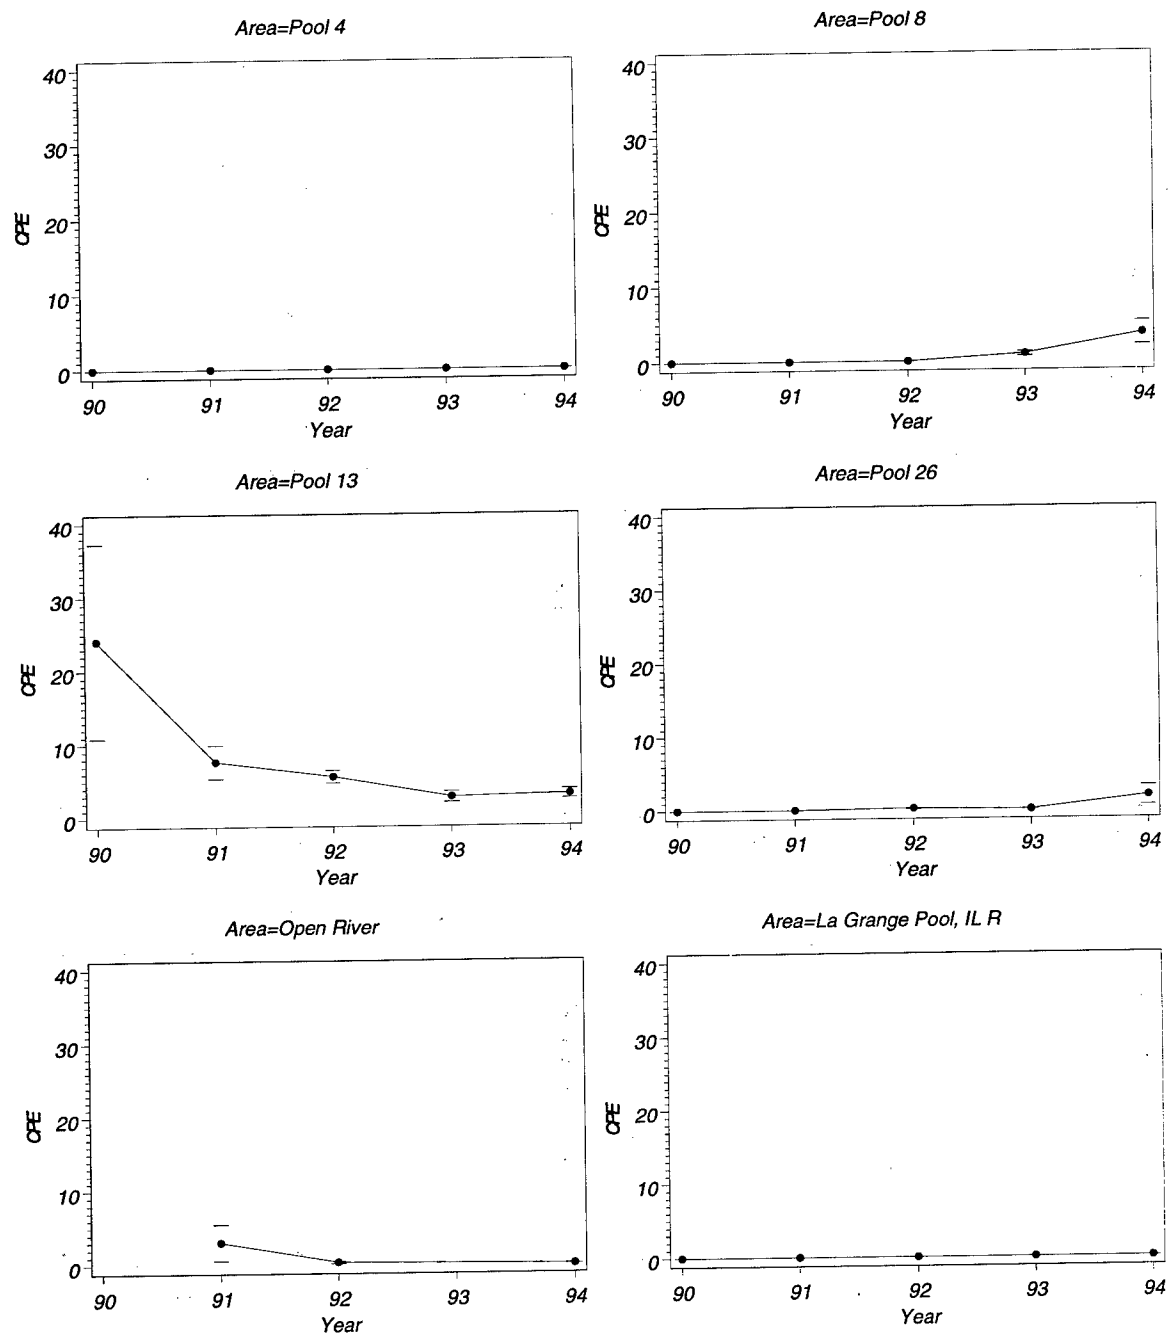 Area=Pool 4
40
30
20
10
0
CPE
90 91 92 93 94
Year
Area=Pool 8
40
30
20
10
0
CPE
90 91 92 93 94
Year
Area=Pool 13
40
30
20
10
0
CPE
90 91 92 93 94
Year
Area=Pool 26
40
30
20
10
0
CPE
90 91 92 93 94
Year
Area=Open River
40
30
20
10
0
CPE
90 91 92 93 94
Year
Area=La Grange Pool, IL R
40
30
20
10
0
CPE
90 91 92 93 94
Year